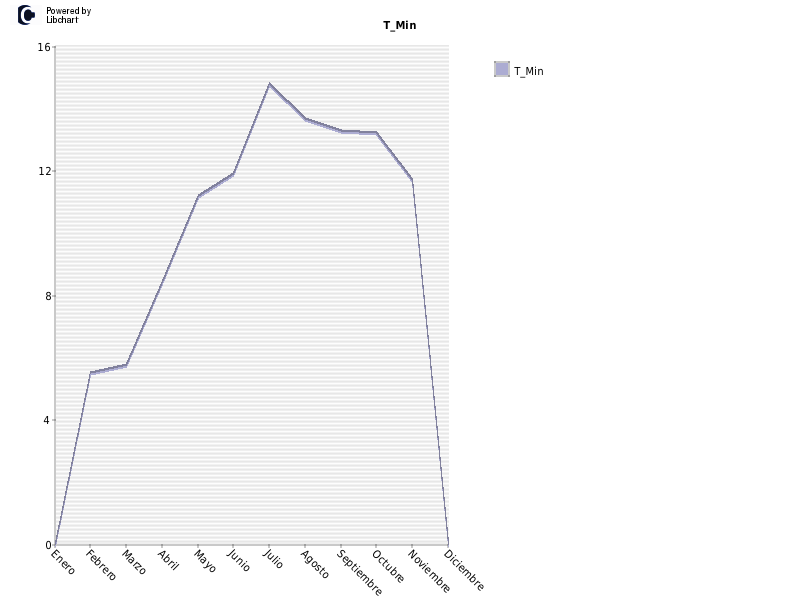 Powered by
Libchart
T_Min
T_Min
16
12
8
4
0
Enero
Febrero
Marzo
Abril
Mayo
Junio
Julio
Agosto
Septiembre
Octubre
Noviembre
Diciembre